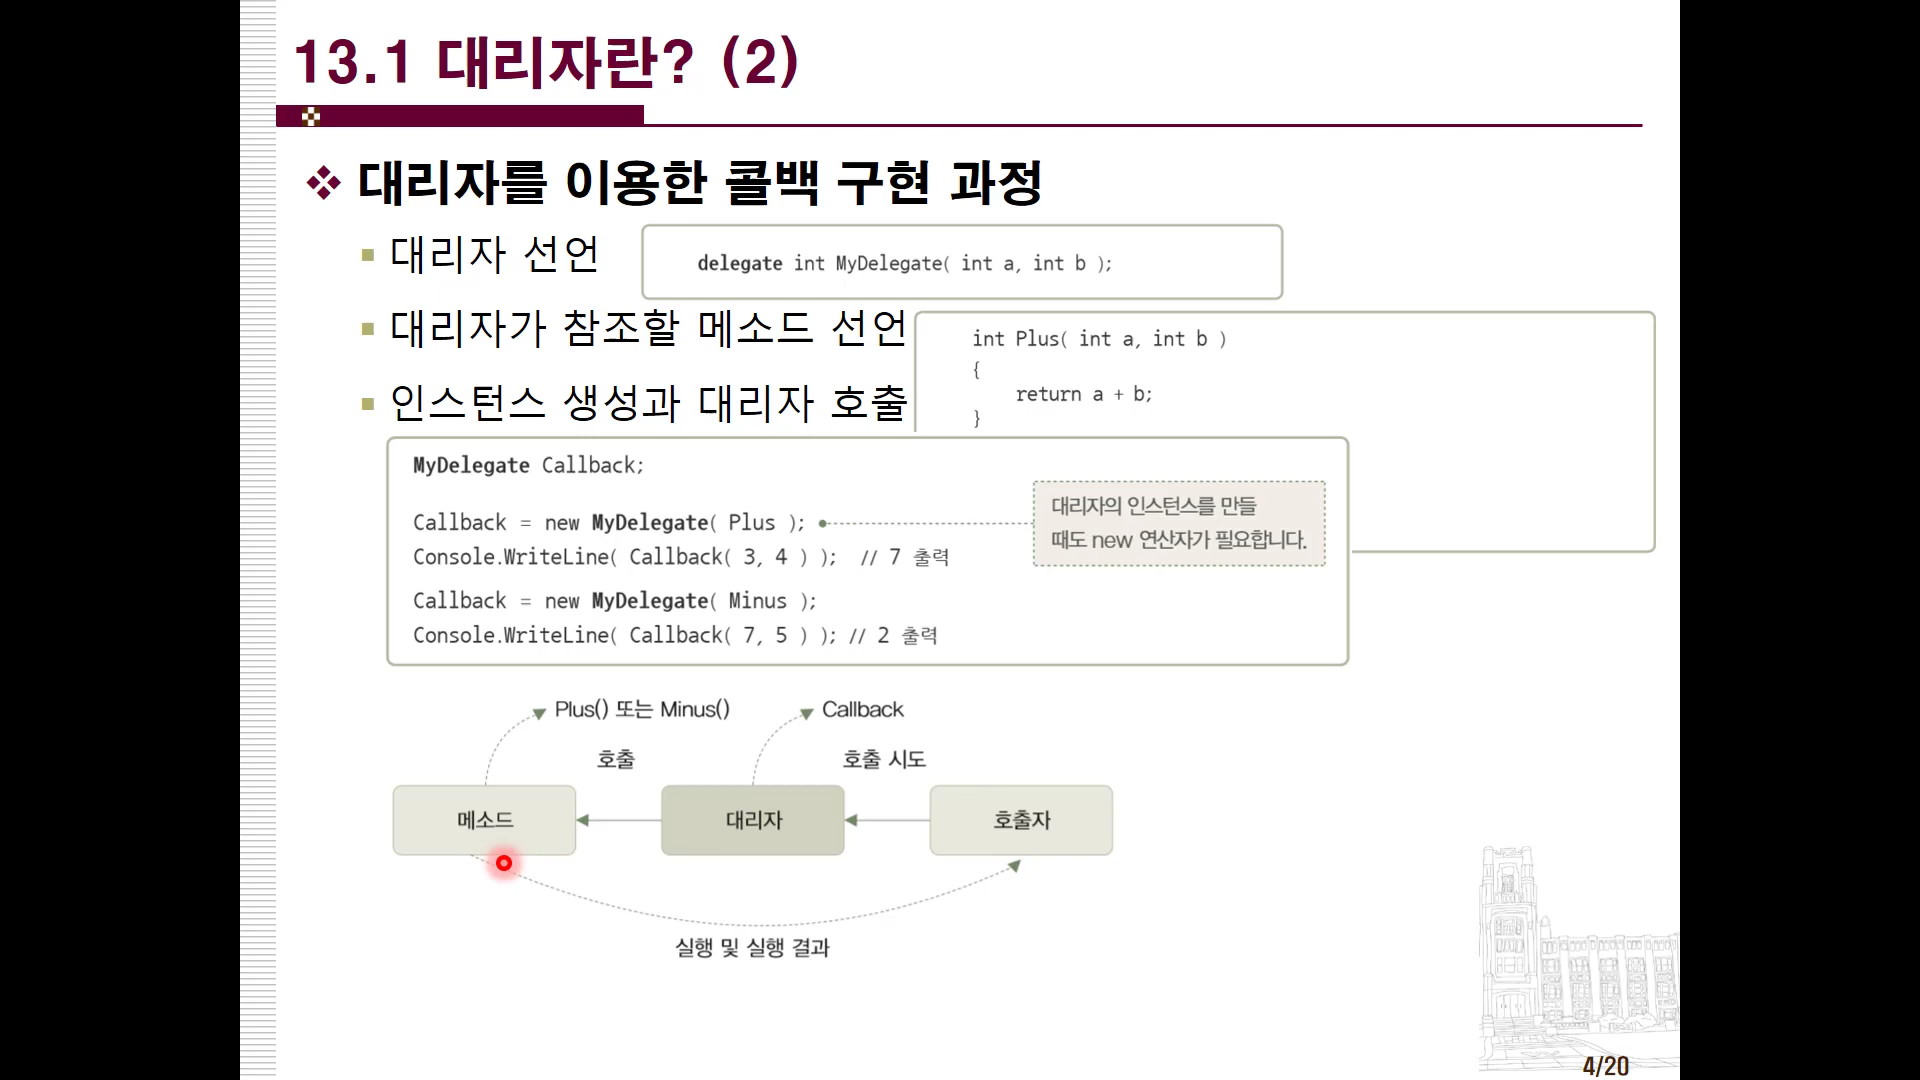 13.1 대리자란? (2)
대리자를 이용한 콜백 구현 과정
대리자 선언
delegate int MyDelegate( int a, int b );
대리자가 참조할 메소드 선언
int Plus( int a, int b )
{
return a + b;
}
인스턴스 생성과 대리자 호출
MyDelegate Callback;
Callback = new MyDelegate( Plus );
Console.WriteLine( Callback( 3, 4 ) ); // 7 출력
Callback = new MyDelegate( Minus );
Console.WriteLine( Callback( 7, 5 ) ); // 2 출력
대리자의 인스턴스를 만들
때도 new 연산자가 필요합니다.
Plus() 또는 Minus()
Callback
호출
호출 시도
메소드
대리자
호출자
실행 및 실행 결과
4/20